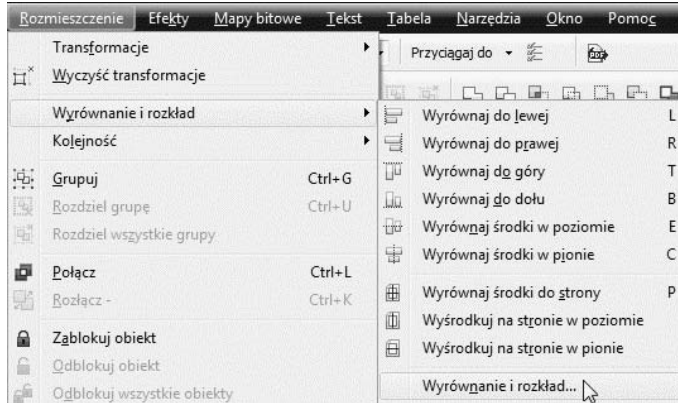 Rozmieszczenie Efekty Mapy bitowe Tekst Tabela Narzędzia Okno Pomoc
Przyciągaj do
Transformacje
Wyczyść transformacje
Wyrównanie i rozkład
Kolejność
Grupuj Ctrl+G
Rozdziel grupę Ctrl+U
Rozdziel wszystkie grupy
Połącz Ctrl+L
Rozłącz - Ctrl+K
Zablokuj obiekt
Odblokuj obiekt
Odblokuj wszystkie obiekty
Wyrównaj do lewej L
Wyrównaj do prawej R
Wyrównaj do góry T
Wyrównaj do dołu B
Wyrównaj środki w poziomie E
Wyrównaj środki w pionie C
Wyrównaj środki do strony P
Wyśrodkuj na stronie w poziomie
Wyśrodkuj na stronie w pionie
Wyrównanie i rozkład...